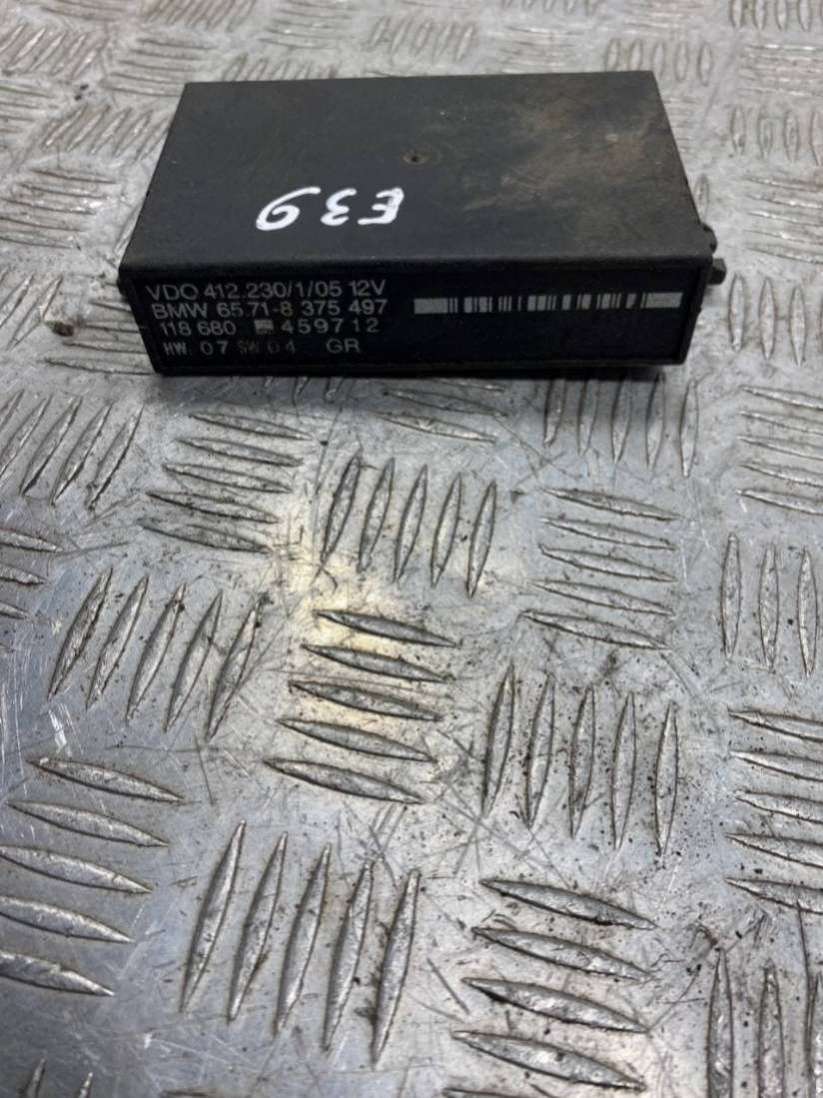 E39
VDO 412.230/1/05 12V
BMW 65.71-8 375 497
118 680 459712
HW 07 SW 04 GR